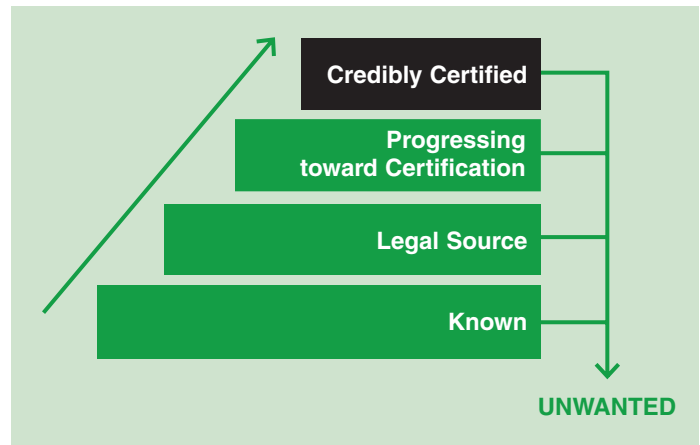 Credibly Certified
Progressing
toward Certification
Legal Source
Known
UNWANTED